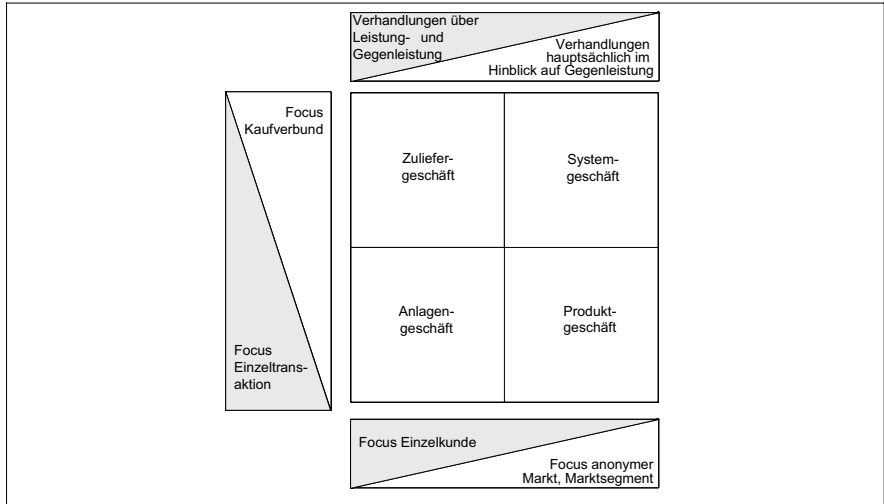 Verhandlungen über
Leistung- und
Gegenleistung
Verhandlungen
hauptsächlich im
Hinblick auf Gegenleistung
Focus
Kaufverbund
Zuliefer-
geschäft
System-
geschäft
Anlagen-
geschäft
Produkt-
geschäft
Focus
Einzeltrans-
aktion
Focus Einzelkunde
Focus anonymer
Markt, Marktsegment